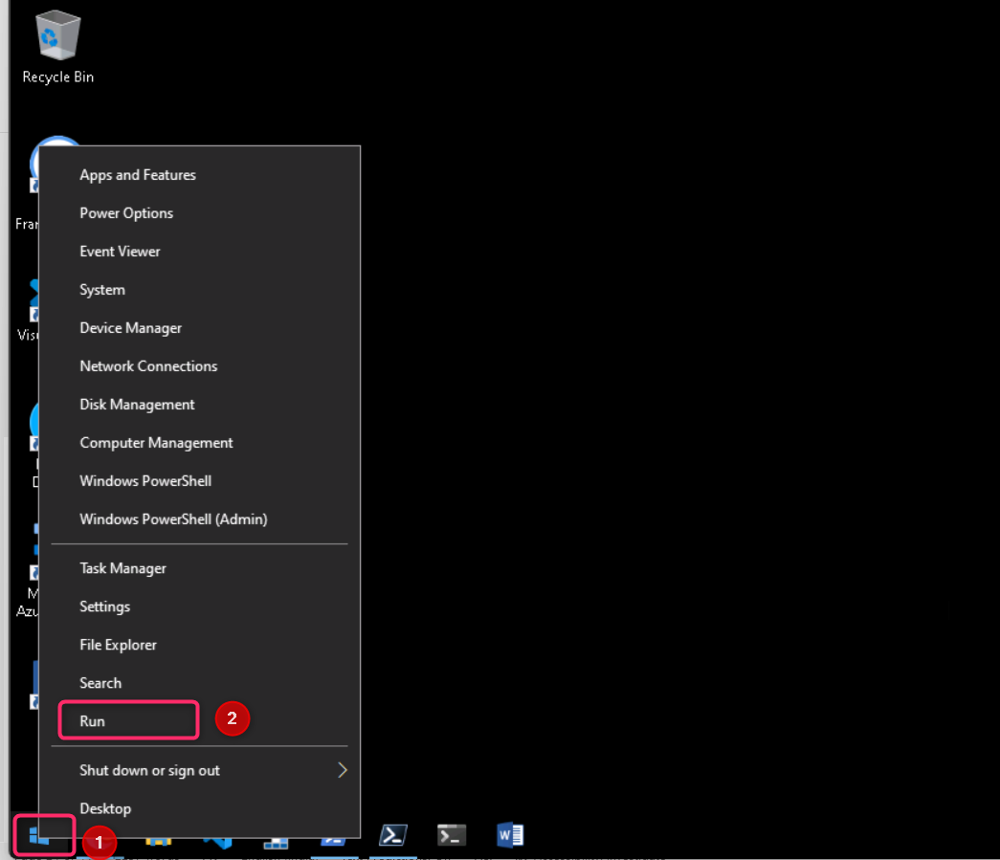 Recycle Bin
Apps and Features
Power Options
Fran
Event Viewer
System
Device Manager
Visu
Network Connections
Disk Management
Computer Management
Windows PowerShell
D
Windows PowerShell (Admin)
Task Manager
M
Settings
Azu
File Explorer
Search
Run
2
Shut down or sign out
Desktop
1
W